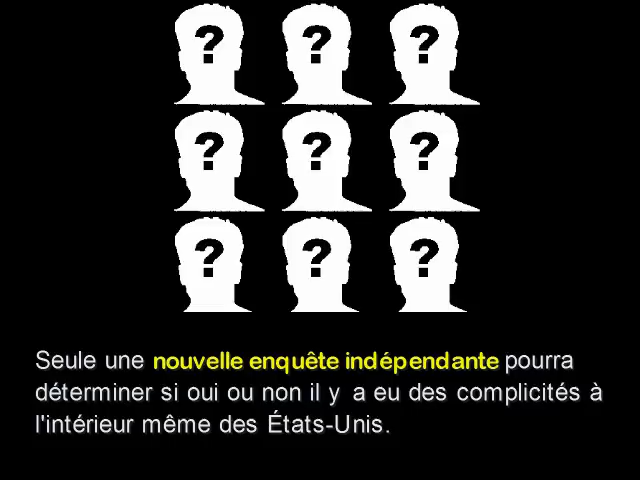 ? ? ?
? ? ?
? ? ?
Seule une nouvelle enquête indépendante pourra
déterminer si oui ou non il y a eu des complicités à
l'intérieur même des États-Unis.